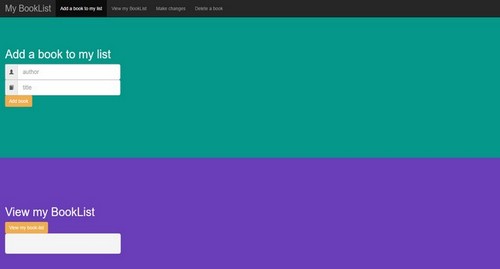 My BookList Add a book to my list View my BookList Make changes Delete a book
Add a book to my list
author
title
Add book
View my BookList
View my book list